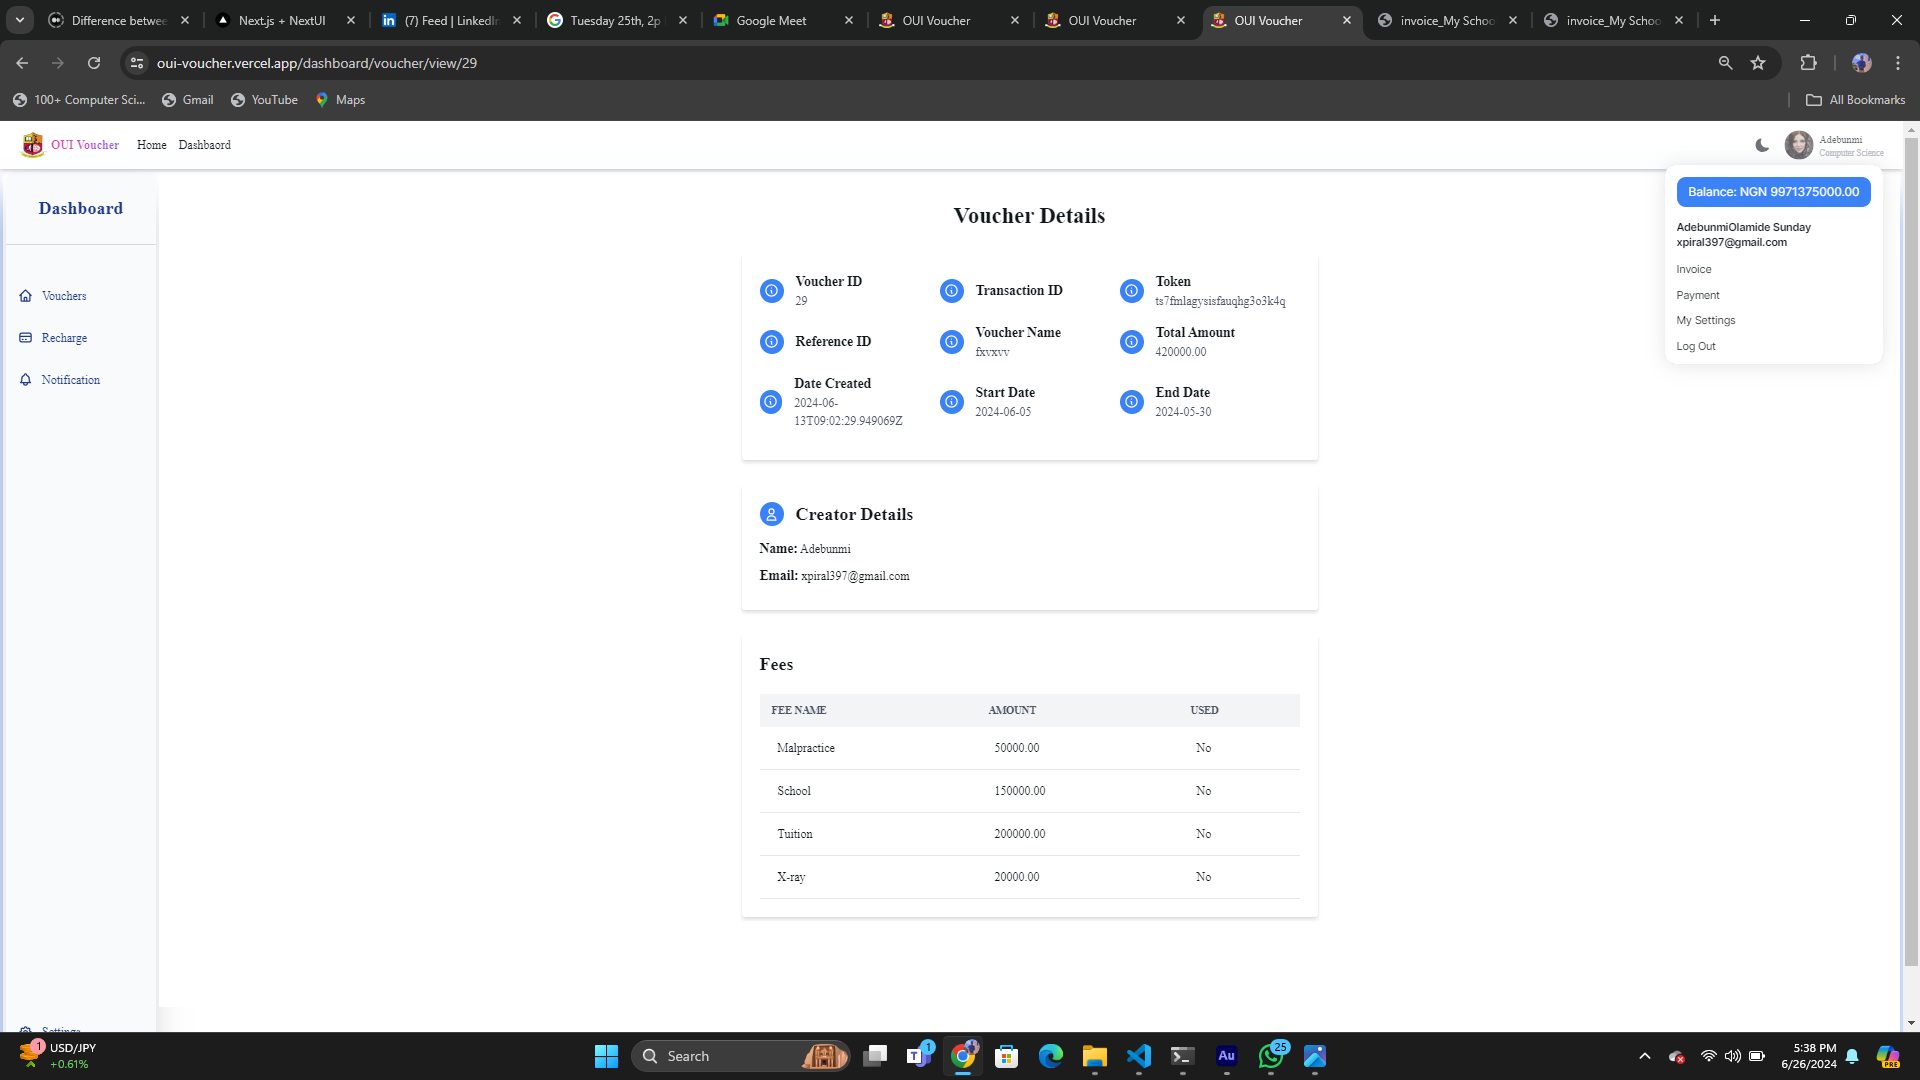 Difference betwee
Next.js + NextUI
(7) Feed | LinkedIn
Tuesday 25th, 2p
Google Meet
OUI Voucher
OUI Voucher
OUI Voucher
invoice_My Schoo
invoice_My Schoo
oui-voucher.vercel.app/dashboard/voucher/view/29
100+ Computer Sci...
Gmail
YouTube
Maps
All Bookmarks
OUI Voucher
Home
Dashbaord
Adebunmi
Computer Science
Balance: NGN 9971375000.00
AdebunmiOlamide Sunday
xpiral397@gmail.com
Invoice
Payment
My Settings
Log Out
Dashboard
Vouchers
Recharge
Notification
Settings
Voucher Details
Voucher ID
29
Transaction ID
Token
ts7fmlagysisfauqhg3o3k4q
Reference ID
Voucher Name
fxvxvv
Total Amount
420000.00
Date Created
2024-06-
13T09:02:29.949069Z
Start Date
2024-06-05
End Date
2024-05-30
Creator Details
Name: Adebunmi
Email: xpiral397@gmail.com
Fees
FEE NAME AMOUNT USED
Malpractice 50000.00 No
School 150000.00 No
Tuition 200000.00 No
X-ray 20000.00 No
1
USD/JPY
+0.61%
Search
T
1
Au
25
5:38 PM
6/26/2024
PRE